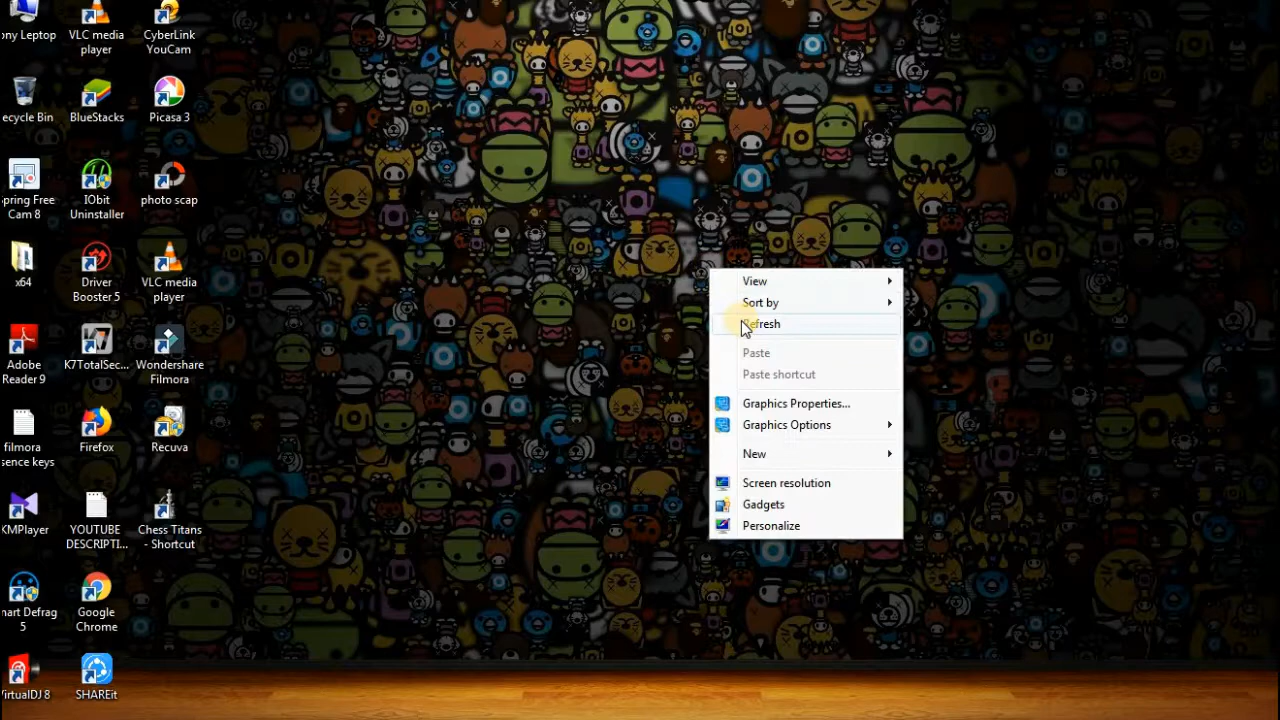 ony Leptop
VLC media
player
CyberLink
YouCam
ecycle Bin
BlueStacks
Picasa 3
pring Free
Cam 8
IObit
Uninstaller
photo scap
x64
Driver
Booster 5
VLC media
player
Adobe
Reader 9
K7TotalSec...
Wondershare
Filmora
filmora
sence keys
Firefox
Recuva
KMPlayer
YOUTUBE
DESCRIPTI...
Chess Titans
- Shortcut
mart Defrag
5
Google
Chrome
VirtualDJ 8
SHAREit
View
Sort by
Refresh
Paste
Paste shortcut
Graphics Properties...
Graphics Options
New
Screen resolution
Gadgets
Personalize